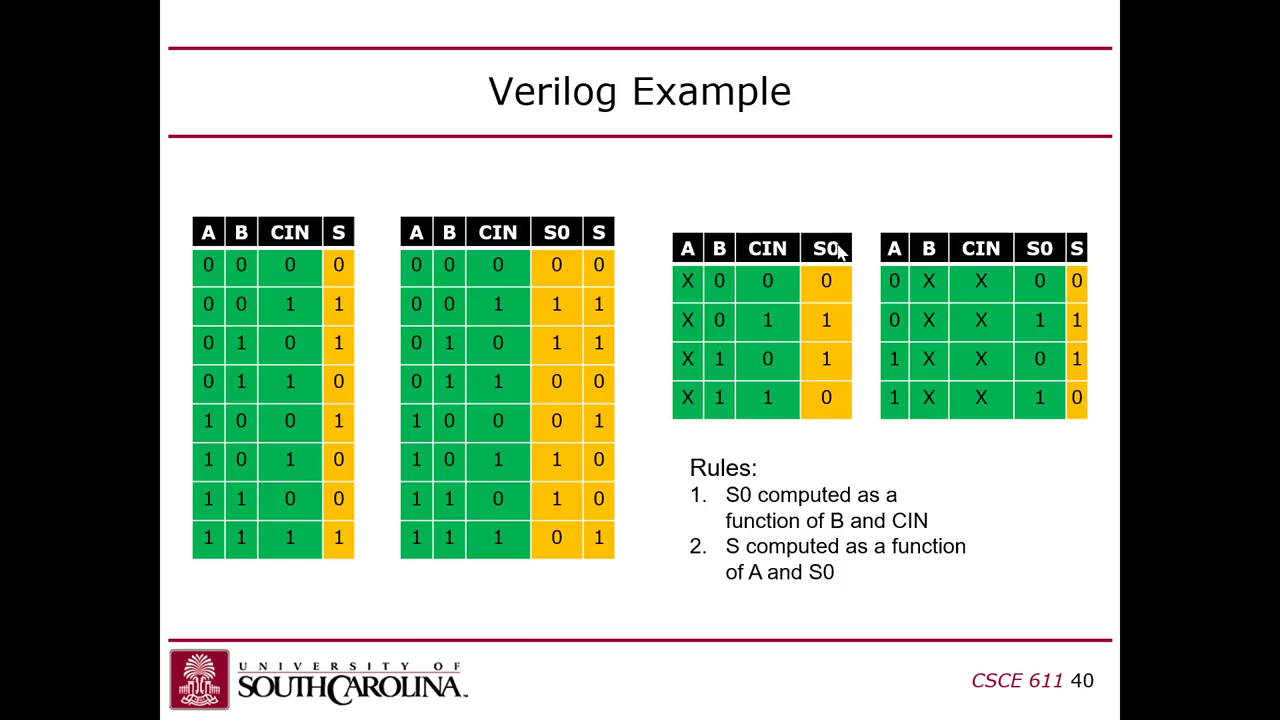 Verilog Example
A B CIN S
0 0 0 0
0 0 1 1
0 1 0 1
0 1 1 0
1 0 0 1
1 0 1 0
1 1 0 0
1 1 1 1
A B CIN S0 S
0 0 0 0 0
0 0 1 1 1
0 1 0 1 1
0 1 1 0 0
1 0 0 0 1
1 0 1 1 0
1 1 0 1 0
1 1 1 0 1
A B CIN S0
X 0 0 0
X 0 1 1
X 1 0 1
X 1 1 0
A B CIN S0 S
0 X X 0 0
0 X X 1 1
1 X X 0 1
1 X X 1 0
Rules:
1. S0 computed as a
function of B and CIN
2. S computed as a function
of A and S0
UNIVERSITY OF
SOUTH CAROLINA
CSCE 611 40